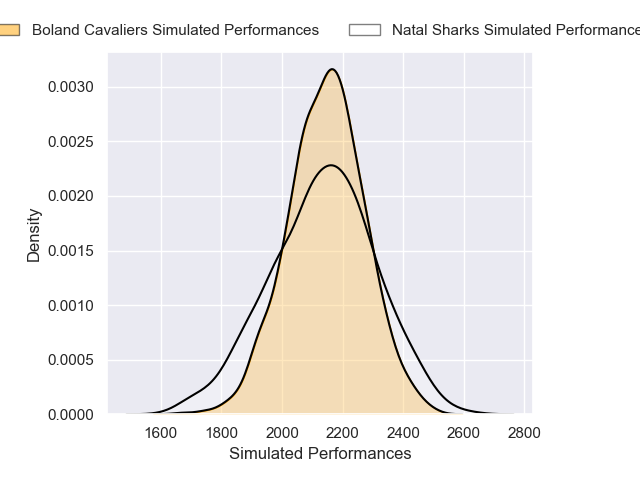 Boland Cavaliers Simulated Performances
Natal Sharks Simulated Performance
0.0030
0.0025
0.0020
0.0015
0.0010
0.0005
0.0000
Density
1600 1800 2000 2200 2400 2600 2800
Simulated Performances